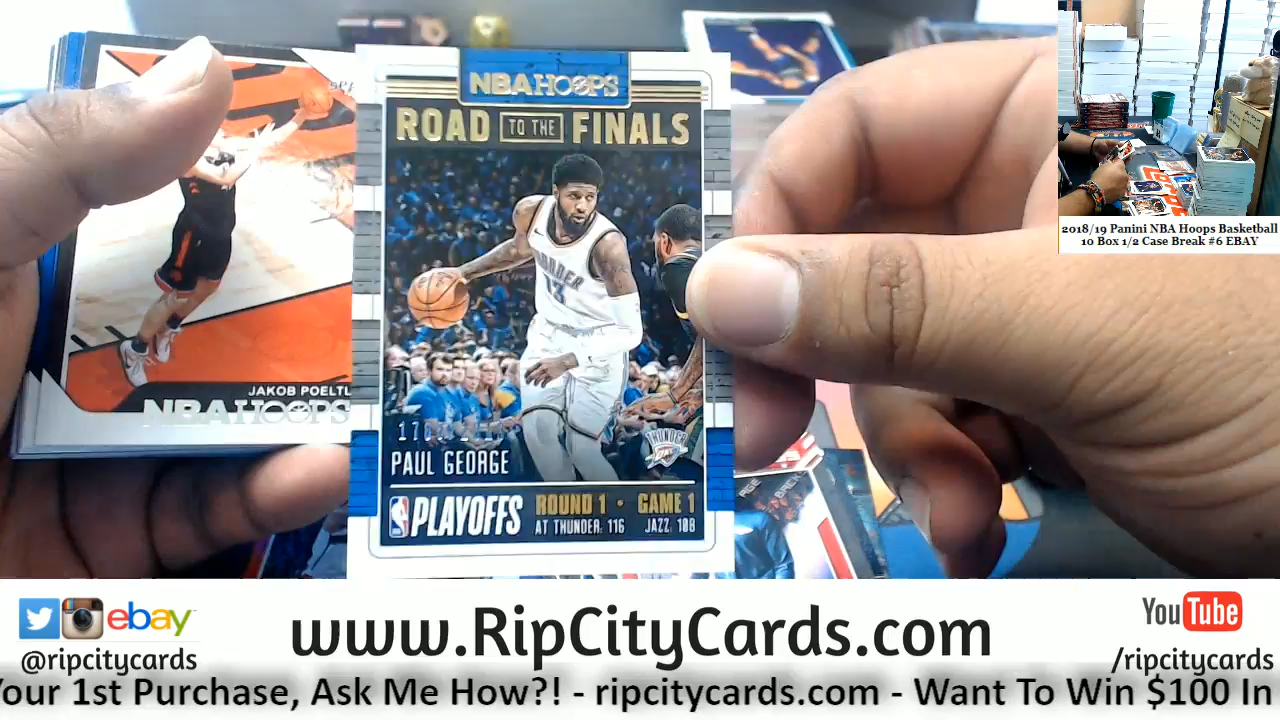 NBA HOOPS
ROAD TO THE FINALS
THUNDER
PAUL GEORGE
PLAYOFFS
ROUND 1 • GAME 1
AT THUNDER: 116 JAZZ: 108
JAKOB POELTL
NBA HOOPS
2018/19 Panini NBA Hoops Basketball
10 Box 1/2 Case Break #6 EBAY
ebay
@ripcitycards
www.RipCityCards.com
YouTube
/ripcitycards
Your 1st Purchase, Ask Me How?! - ripcitycards.com - Want To Win $100 In